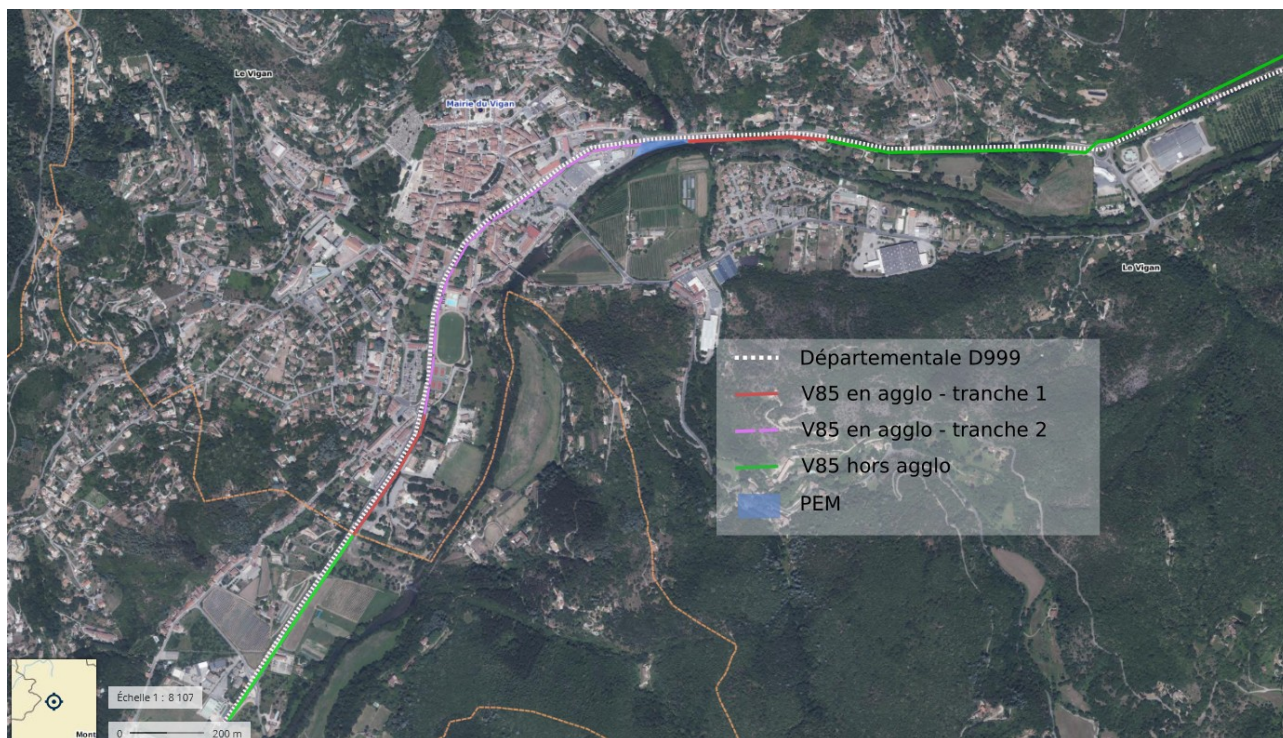 Le Vigan
Mairie du Vigan
Le Vigan
Départementale D999
V85 en agglo - tranche 1
V85 en agglo - tranche 2
V85 hors agglo
PEM
Échelle 1 : 8 107
Mont
0 200 m